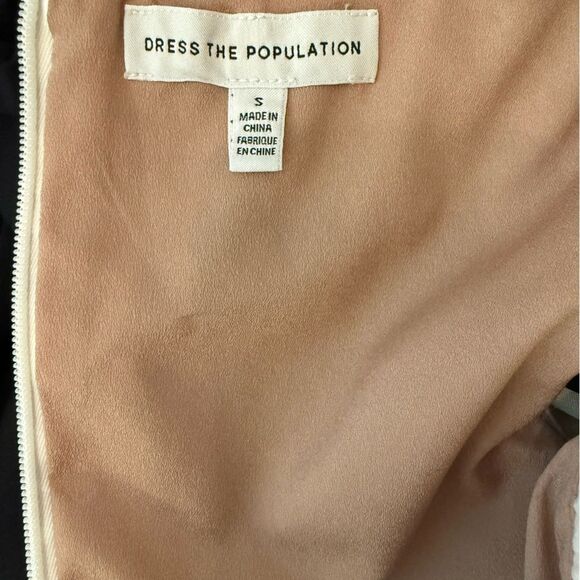 DRESS THE POPULATION
S
MADE IN
CHINA
FABRIQUE
EN CHINE